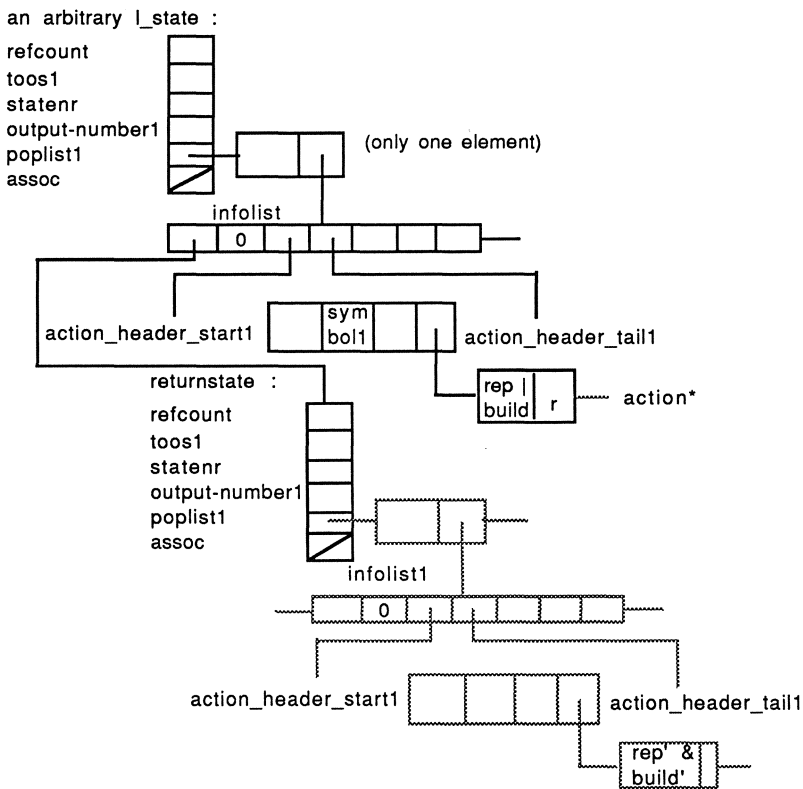 an arbitrary l_state :
refcount
toos1
statenr
output-number1
poplist1
assoc
(only one element)
infolist
0
action_header_start1
sym
bol1
action_header_tail1
rep |
build
r
action*
returnstate :
refcount
toos1
statenr
output-number1
poplist1
assoc
infolist1
0
action_header_start1
action_header_tail1
rep' &
build'